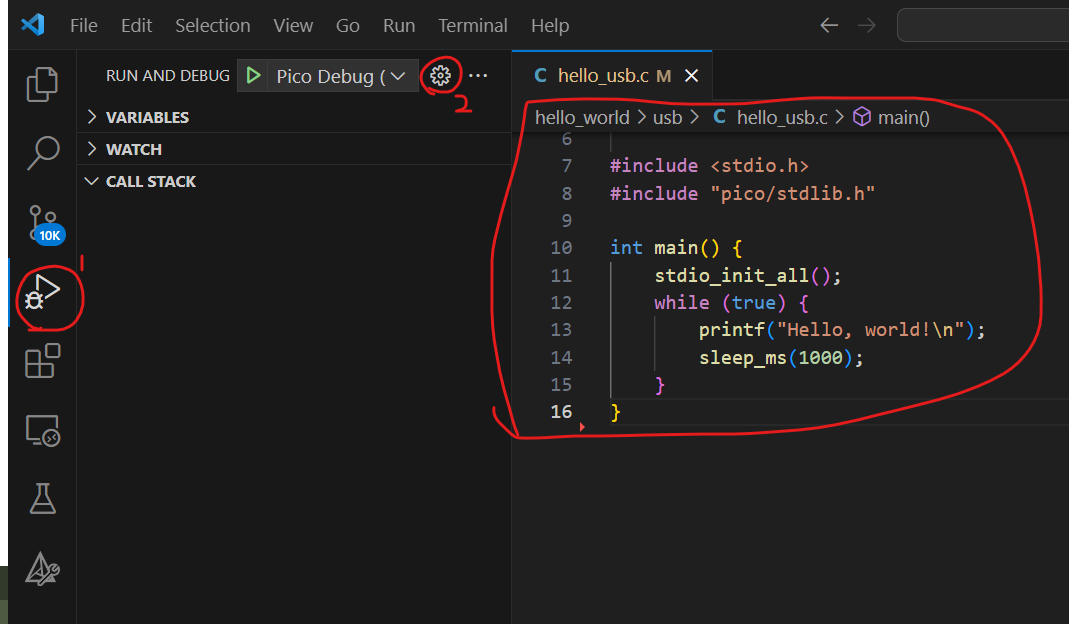 File Edit Selection View Go Run Terminal Help
RUN AND DEBUG Pico Debug (
2
hello_usb.c M
VARIABLES
WATCH
CALL STACK
10K
1
hello_world > usb > C hello_usb.c > main()
6
7 #include <stdio.h>
8 #include "pico/stdlib.h"
9
10 int main() {
11 stdio_init_all();
12 while (true) {
13 printf("Hello, world!\n");
14 sleep_ms(1000);
15 }
16 }